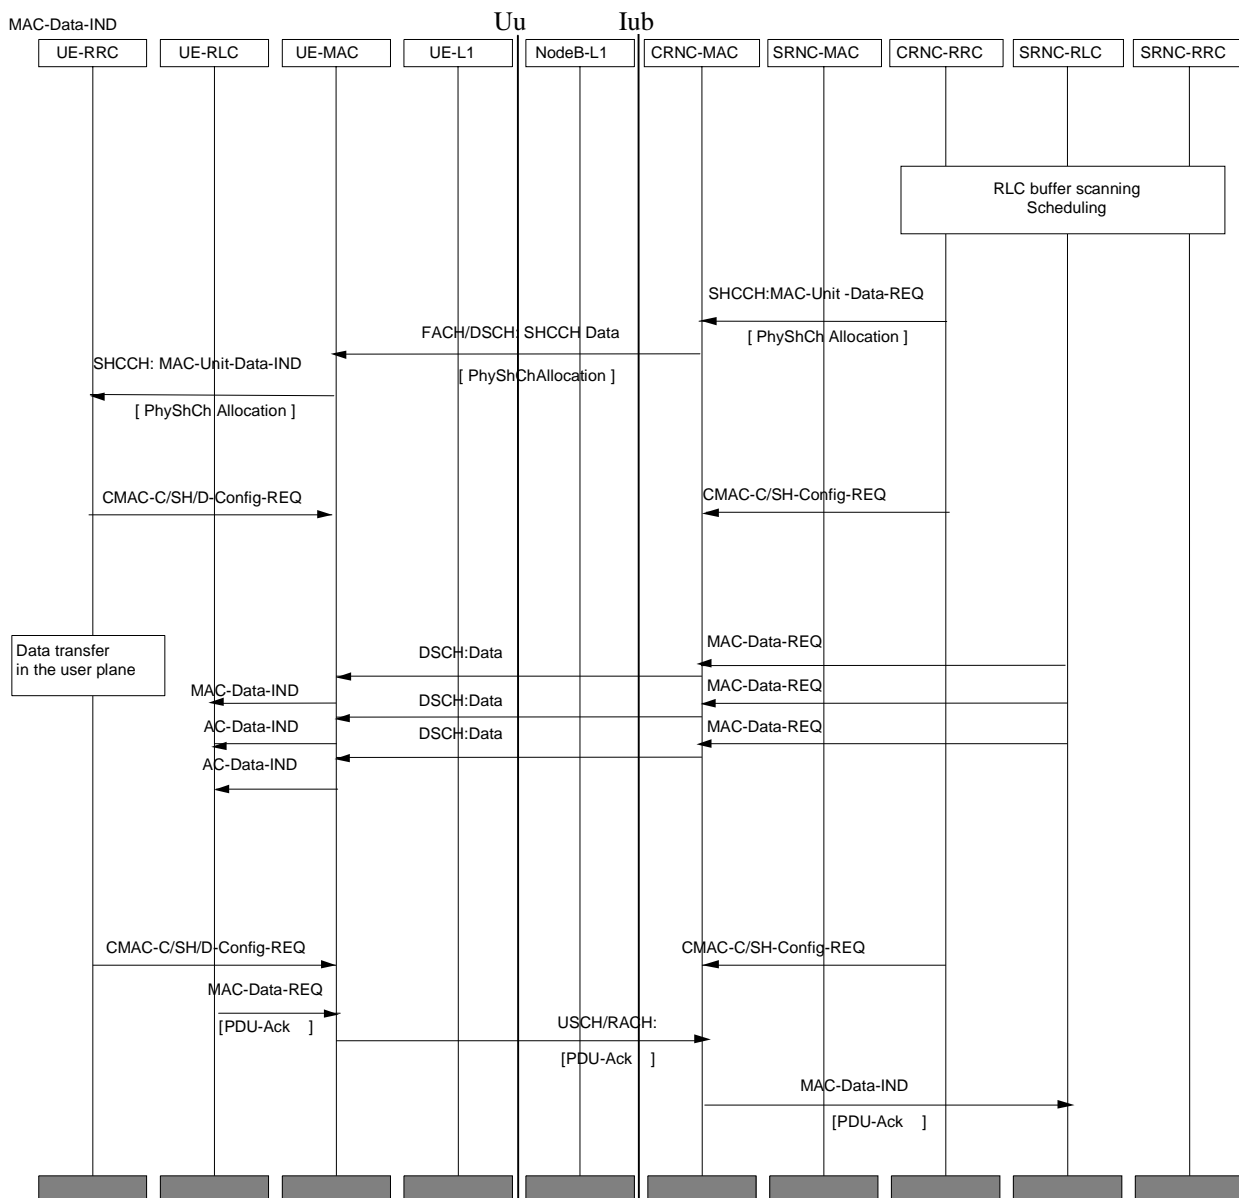 Uu Iub
MAC-Data-IND
UE-RRC UE-RLC UE-MAC UE-L1 NodeB-L1 CRNC-MAC SRNC-MAC CRNC-RRC SRNC-RLC SRNC-RRC
RLC buffer scanning
Scheduling
SHCCH:MAC-Unit -Data-REQ
[ PhyShCh Allocation ]
FACH/DSCH: SHCCH Data
[ PhyShChAllocation ]
SHCCH: MAC-Unit-Data-IND
[ PhyShCh Allocation ]
CMAC-C/SH/D-Config-REQ
CMAC-C/SH-Config-REQ
Data transfer
in the user plane
MAC-Data-REQ
DSCH:Data
MAC-Data-IND
MAC-Data-REQ
DSCH:Data
AC-Data-IND
MAC-Data-REQ
DSCH:Data
AC-Data-IND
CMAC-C/SH/D-Config-REQ
CMAC-C/SH-Config-REQ
MAC-Data-REQ
[PDU-Ack ]
USCH/RACH:
[PDU-Ack ]
MAC-Data-IND
[PDU-Ack ]